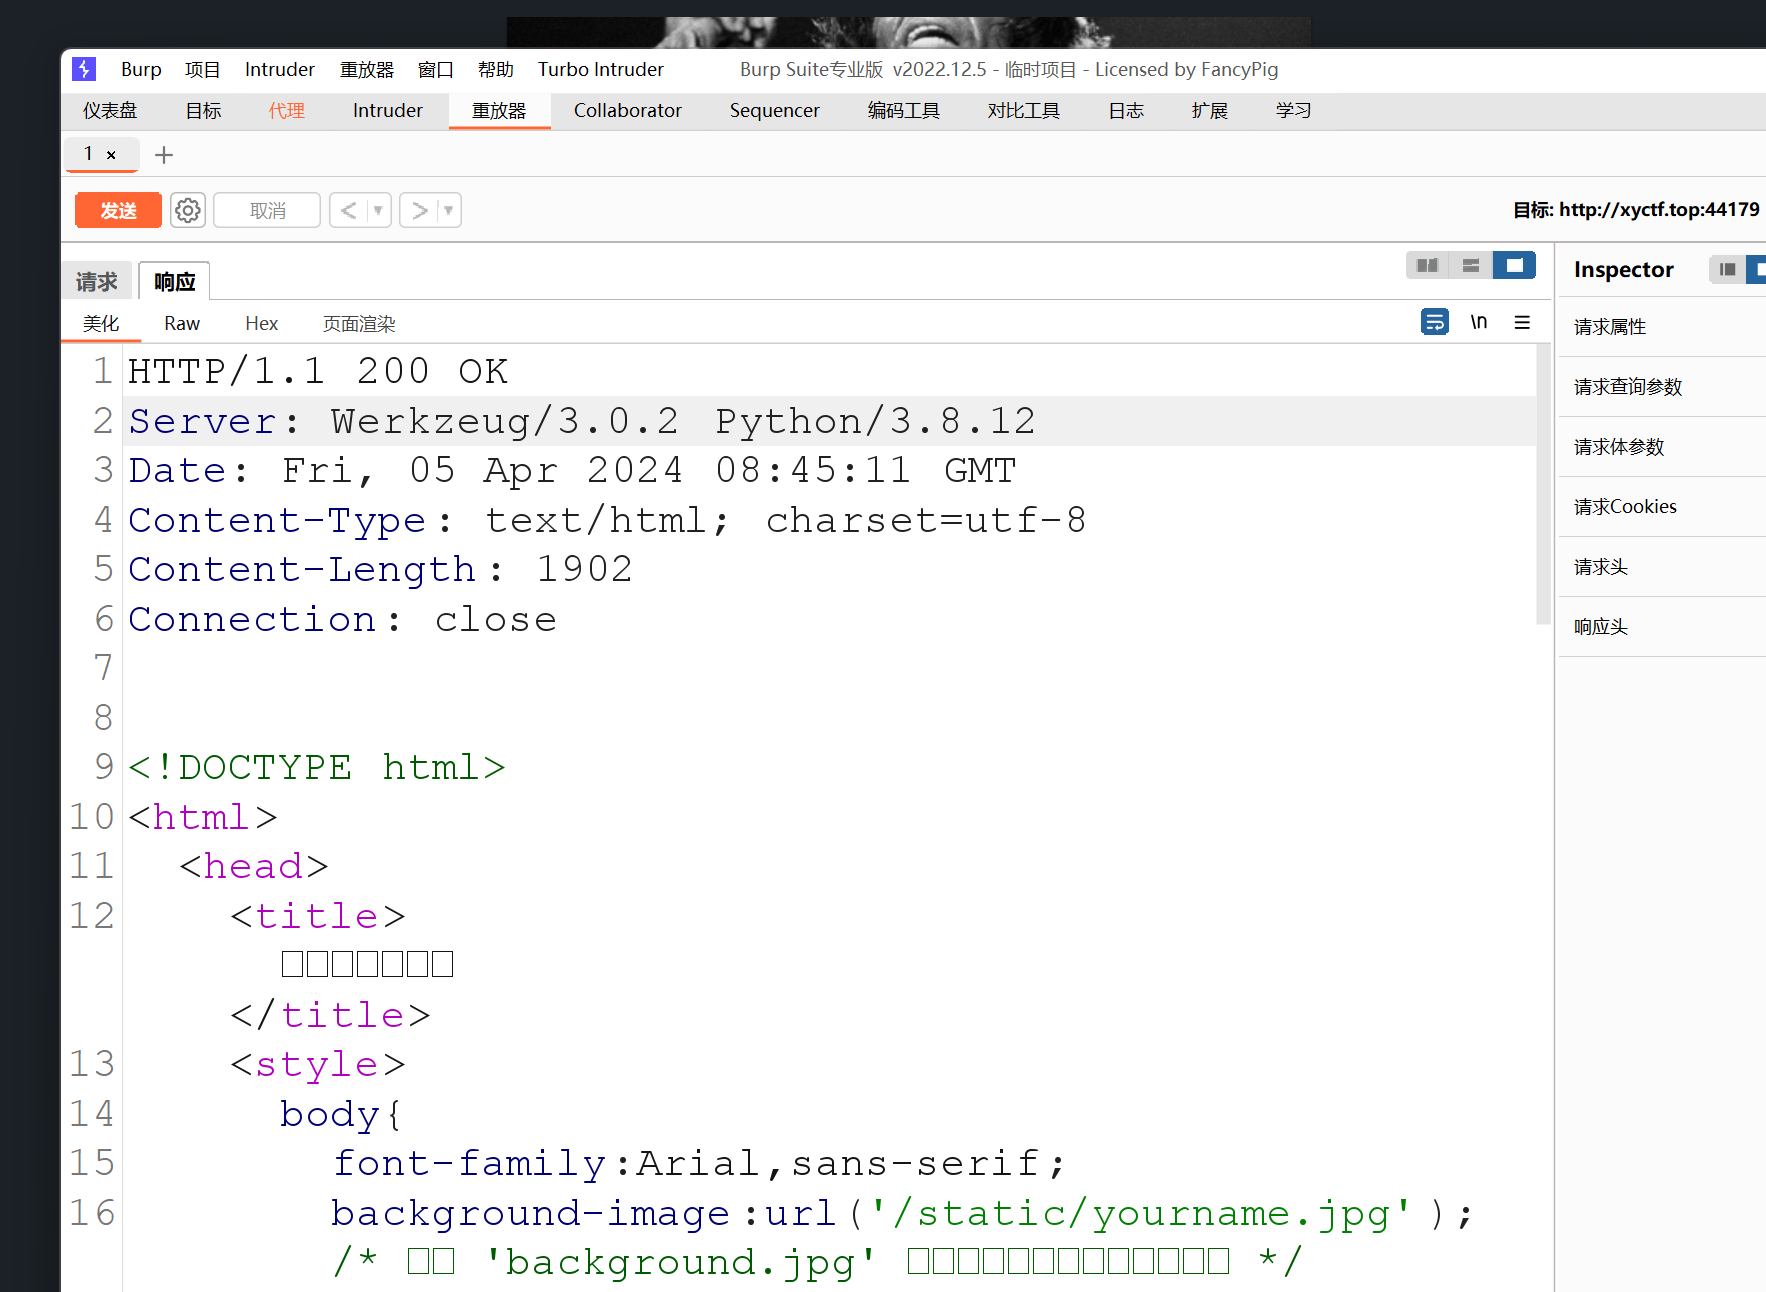 Burp 项目 Intruder 重放器 窗口 帮助 Turbo Intruder Burp Suite专业版 v2022.12.5 - 临时项目 - Licensed by FancyPig
仪表盘 目标 代理 Intruder 重放器 Collaborator Sequencer 编码工具 对比工具 日志 扩展 学习
1 × +
发送 取消 < > 目标: http://xyctf.top:44179
请求 响应 Inspector
美化 Raw Hex 页面渲染 \n
请求属性
请求查询参数
请求体参数
请求Cookies
请求头
响应头
1 HTTP/1.1 200 OK
2 Server: Werkzeug/3.0.2 Python/3.8.12
3 Date: Fri, 05 Apr 2024 08:45:11 GMT
4 Content-Type: text/html; charset=utf-8
5 Content-Length: 1902
6 Connection: close
7
8
9 <!DOCTYPE html>
10 <html>
11 <head>
12 <title>
□□□□□□□
</title>
13 <style>
14 body{
15 font-family:Arial,sans-serif;
16 background-image:url('/static/yourname.jpg');
/* □□ 'background.jpg' □□□□□□□□□□□□□ */